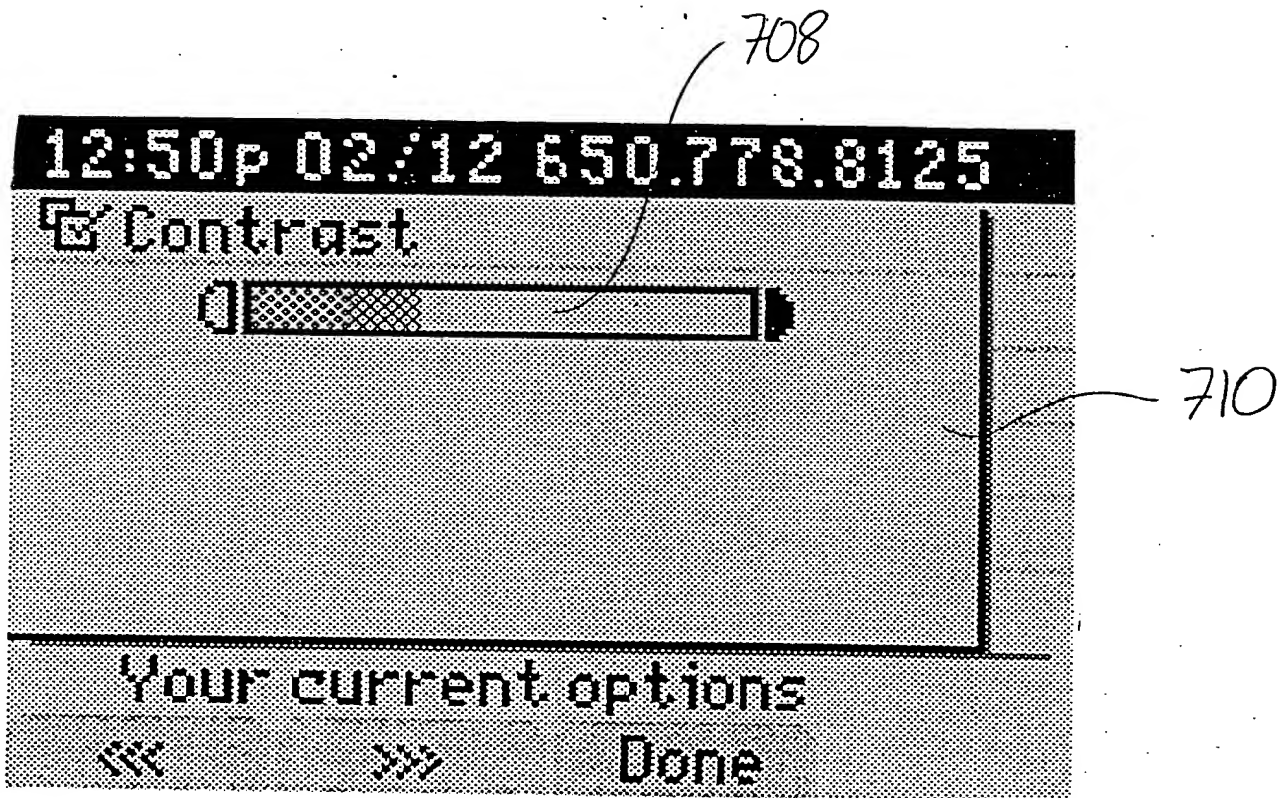 708
12:50p 02/12 650.778.8125
Contrast
710
Your current options
<<< >>> Done